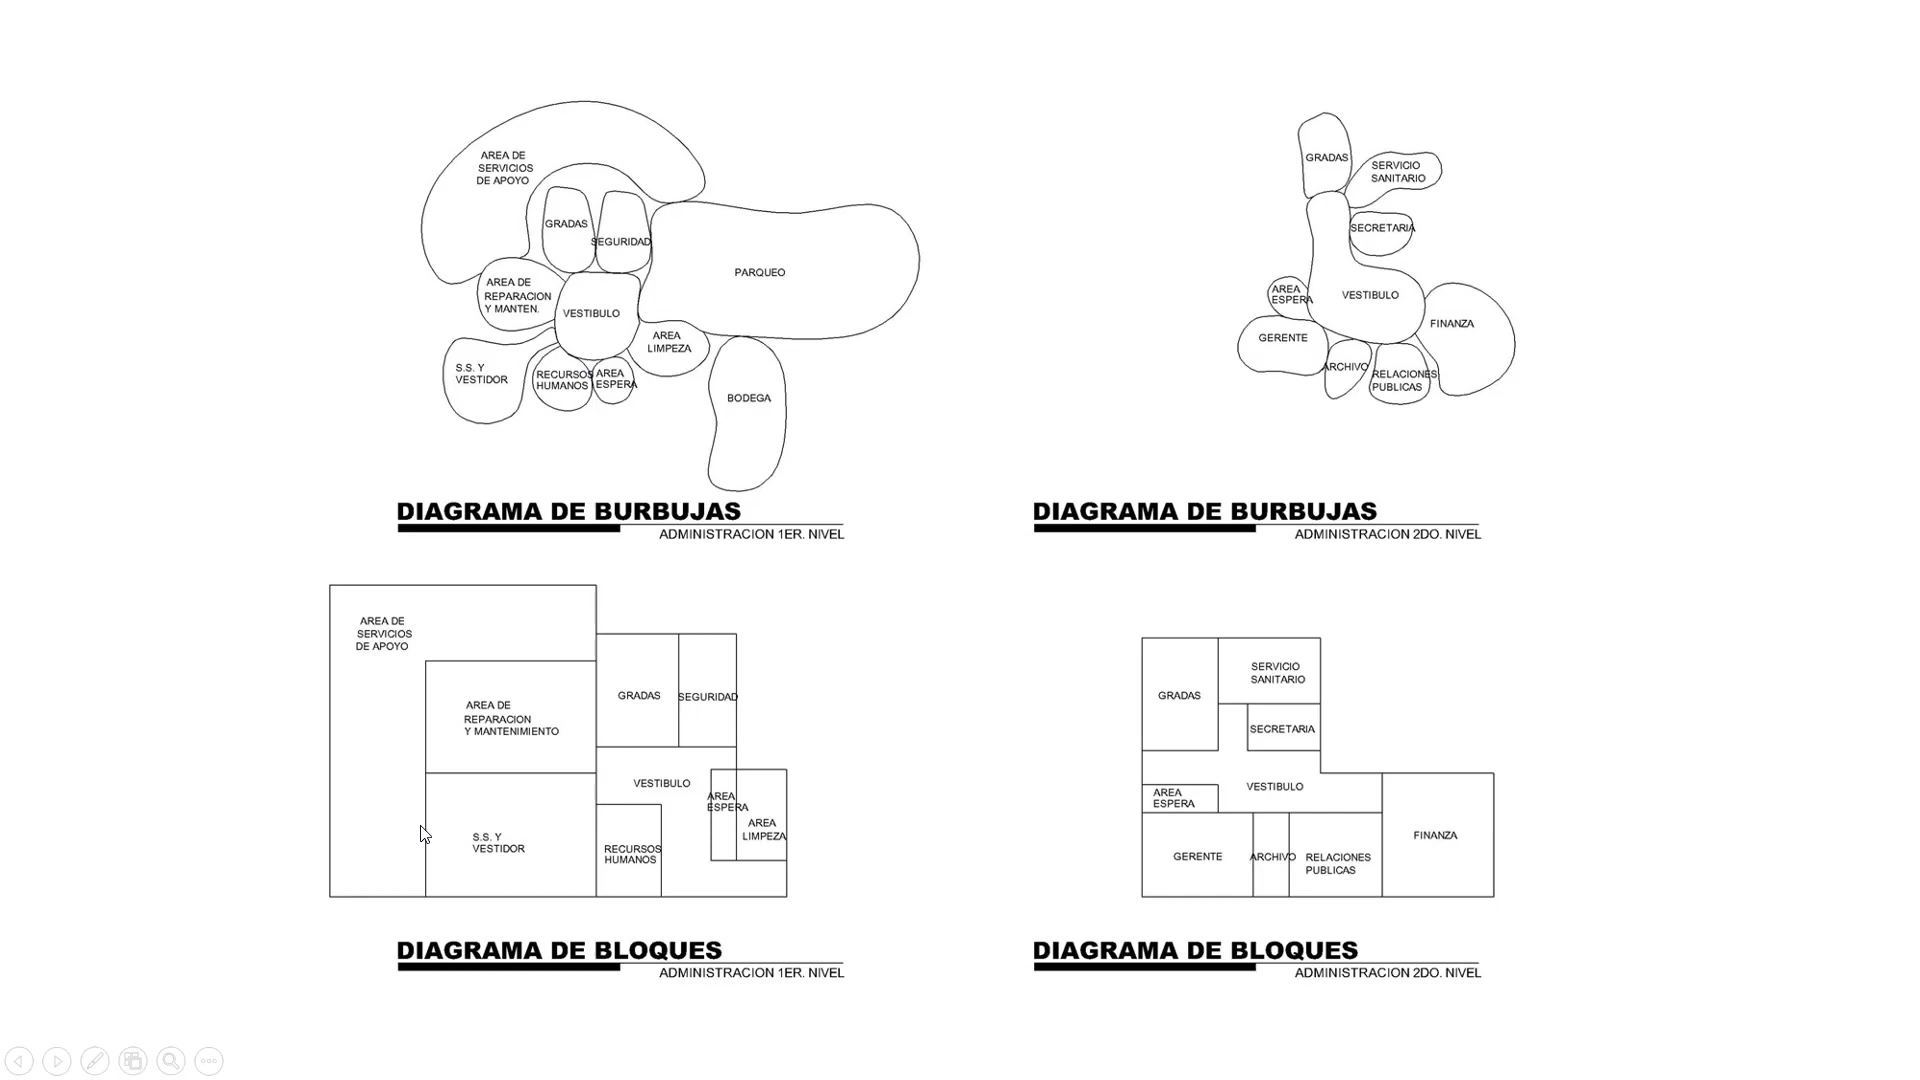 AREA DE
SERVICIOS
DE APOYO
GRADAS
SEGURIDAD
PARQUEO
AREA DE
REPARACION
Y MANTEN.
VESTIBULO
AREA
LIMPEZA
S.S. Y
VESTIDOR
RECURSOS
HUMANOS
AREA
ESPERA
BODEGA
DIAGRAMA DE BURBUJAS
ADMINISTRACION 1ER. NIVEL
GRADAS
SERVICIO
SANITARIO
SECRETARIA
AREA
ESPERA
VESTIBULO
FINANZA
GERENTE
ARCHIVO
RELACIONES
PUBLICAS
DIAGRAMA DE BURBUJAS
ADMINISTRACION 2DO. NIVEL
AREA DE
SERVICIOS
DE APOYO
AREA DE
REPARACION
Y MANTENIMIENTO
GRADAS
SEGURIDAD
VESTIBULO
AREA
ESPERA
AREA
LIMPEZA
S.S. Y
VESTIDOR
RECURSOS
HUMANOS
DIAGRAMA DE BLOQUES
ADMINISTRACION 1ER. NIVEL
GRADAS
SERVICIO
SANITARIO
SECRETARIA
VESTIBULO
AREA
ESPERA
FINANZA
GERENTE
ARCHIVO
RELACIONES
PUBLICAS
DIAGRAMA DE BLOQUES
ADMINISTRACION 2DO. NIVEL